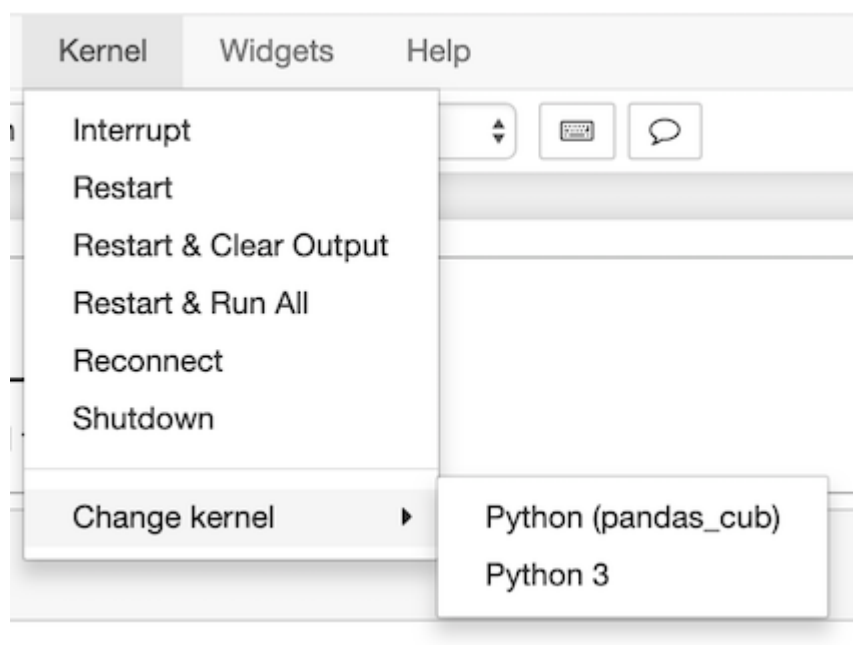 Kernel Widgets Help
Interrupt
Restart
Restart & Clear Output
Restart & Run All
Reconnect
Shutdown
Change kernel
Python (pandas_cub)
Python 3